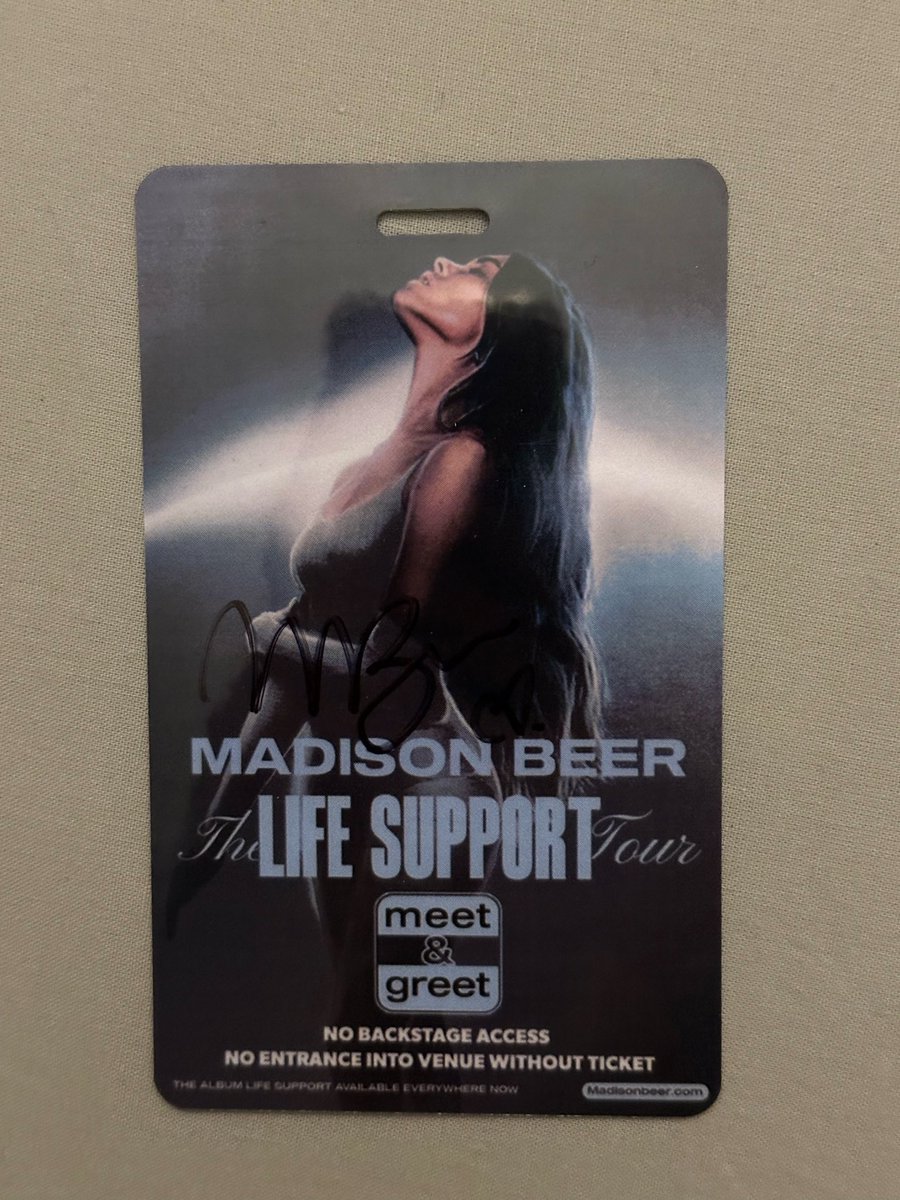 MADISON BEER
The LIFE SUPPORT Tour
meet
&
greet
NO BACKSTAGE ACCESS
NO ENTRANCE INTO VENUE WITHOUT TICKET
THE ALBUM LIFE SUPPORT AVAILABLE EVERYWHERE NOW
Madisonbeer.com